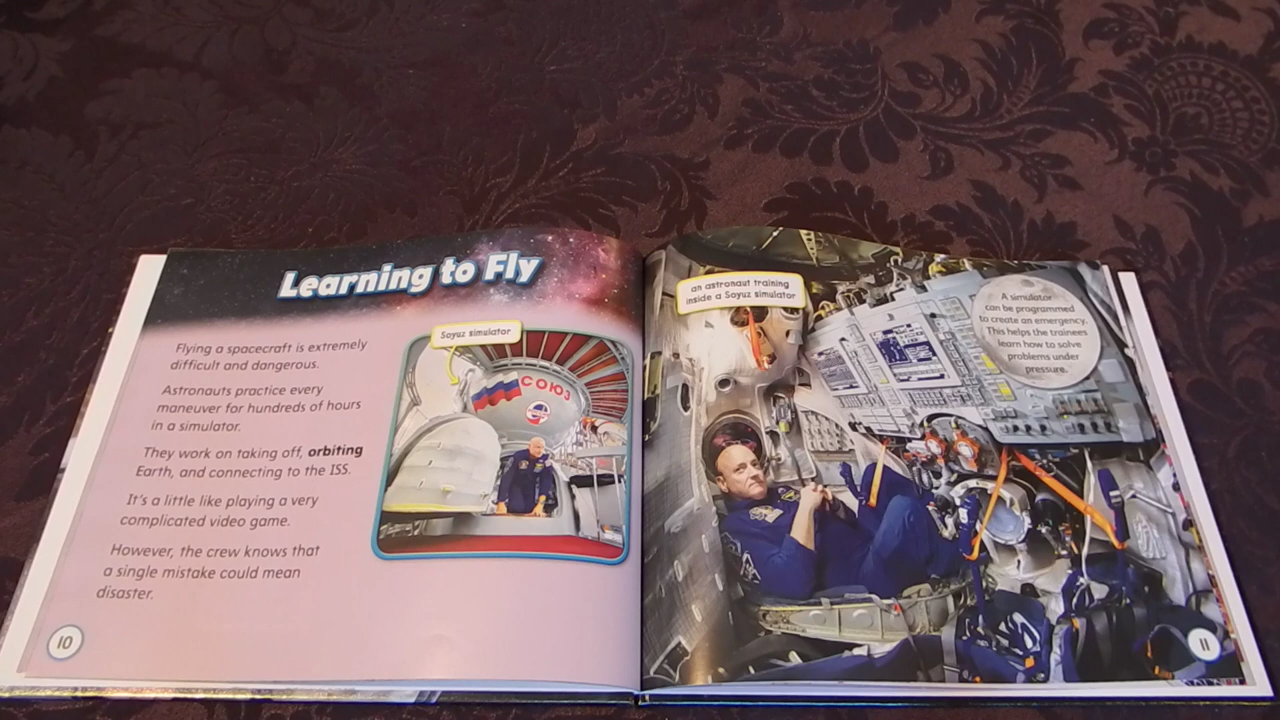 Learning to Fly
Flying a spacecraft is extremely
difficult and dangerous.
Astronauts practice every
maneuver for hundreds of hours
in a simulator.
They work on taking off, orbiting
Earth, and connecting to the ISS.
It's a little like playing a very
complicated video game.
However, the crew knows that
a single mistake could mean
disaster.
Soyuz simulator
СОЮЗ
10
an astronaut training
inside a Soyuz simulator
A simulator
can be programmed
to create an emergency.
This helps the trainees
learn how to solve
problems under
pressure.
11